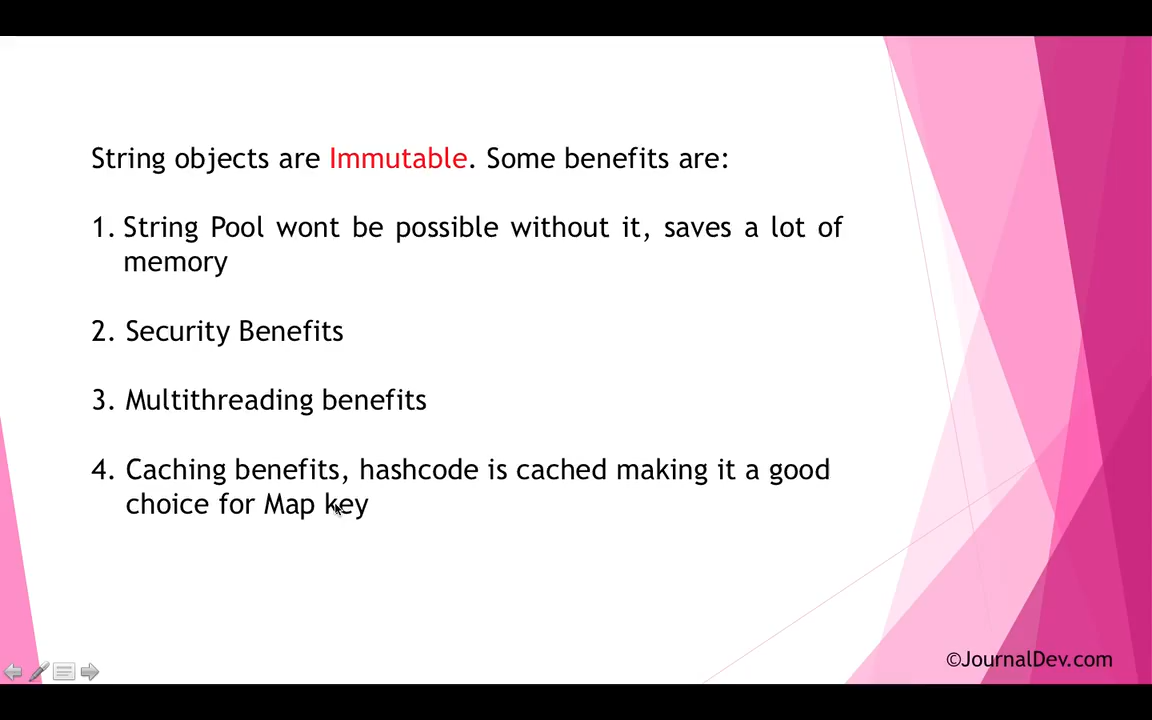 String objects are Immutable. Some benefits are:
1. String Pool wont be possible without it, saves a lot of
memory
2. Security Benefits
3. Multithreading benefits
4. Caching benefits, hashcode is cached making it a good
choice for Map key
©JournalDev.com